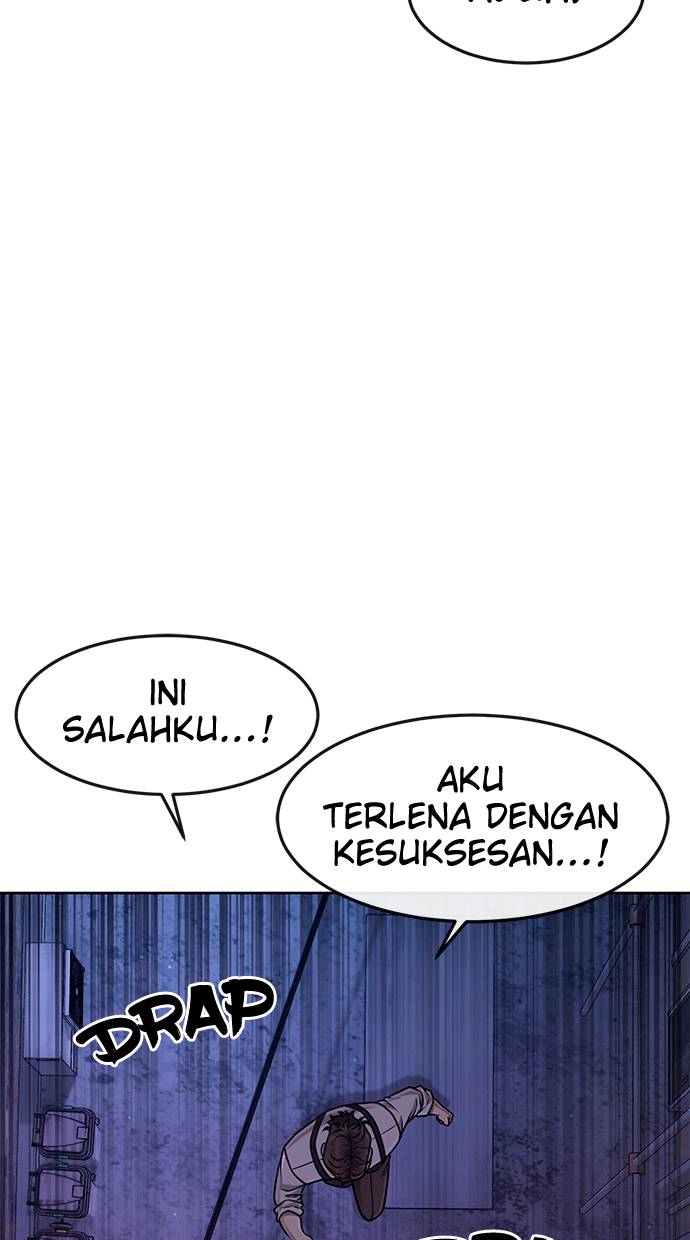 INI
SALAHKU...!
AKU
TERLENA DENGAN
KESUKSESAN...!
DRAP